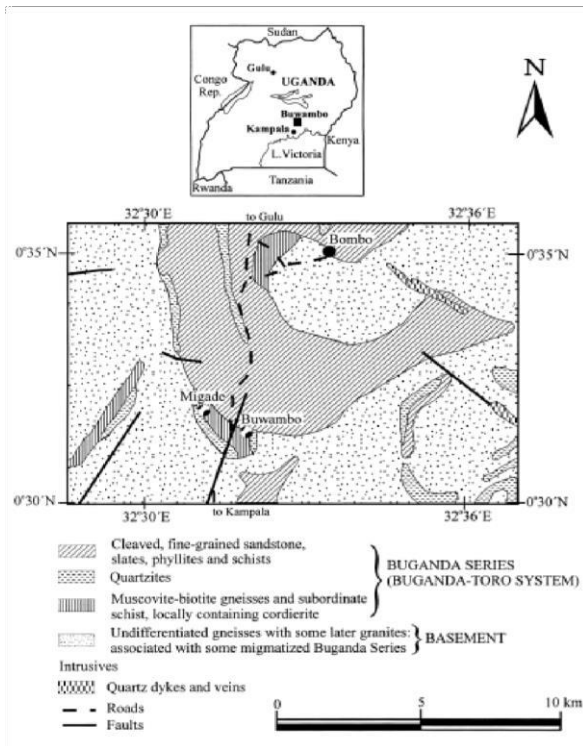 Sudan
Gulu
UGANDA
Congo
Rep.
Buwambo
Kampala
Kenya
L. Victoria
Rwanda
Tanzania
N
32°30'E
to Gulu
32°36'E
0°35'N
Bombo
0°35'N
Migade
Buwambo
0°30'N
0°30'N
32°30'E
to Kampala
32°36'E
Cleaved, fine-grained sandstone,
slates, phyllites and schists
Quartzites
BUGANDA SERIES
(BUGANDA-TORO SYSTEM)
Muscovite-biotite gneisses and subordinate
schist, locally containing cordierite
Undifferentiated gneisses with some later granites:
associated with some migmatized Buganda Series
BASEMENT
Intrusives
Quartz dykes and veins
Roads
Faults
0
5
10 km